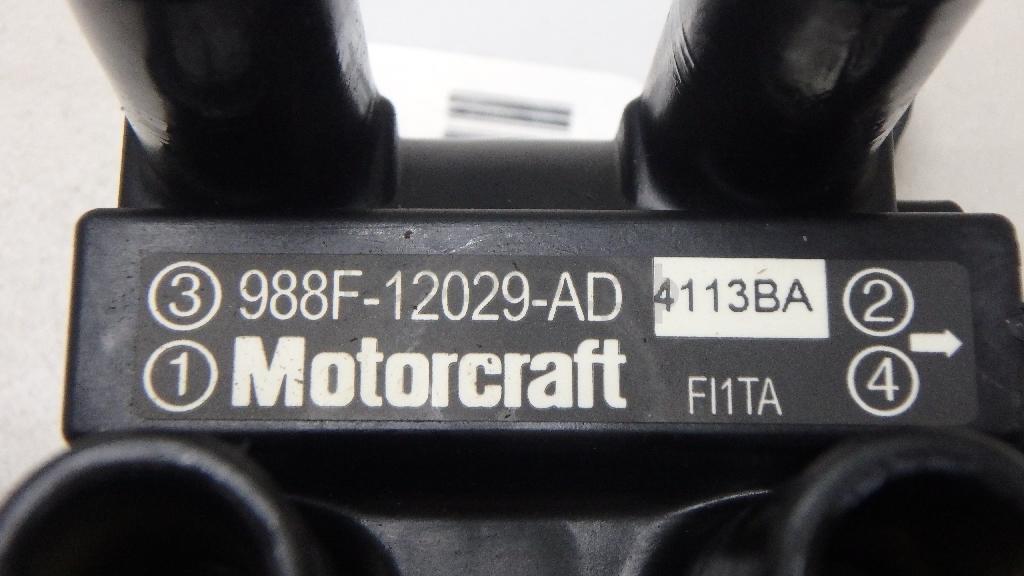 ③ 988F-12029-AD 4113BA ②
① Motorcraft FI1TA ④